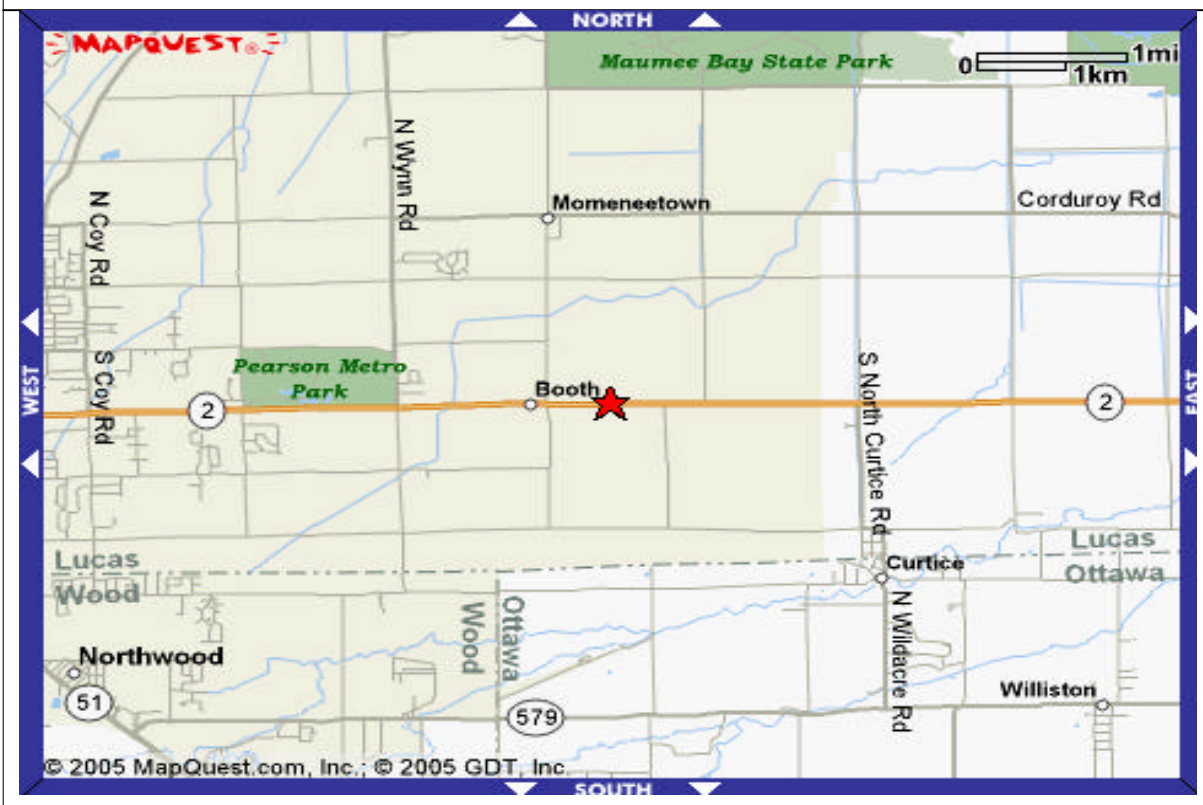 NORTH
MAPQUEST®
Maumee Bay State Park
0
1mi
1km
N Wynn Rd
N Coy Rd
Momeneetown
Corduroy Rd
WEST
EAST
S Coy Rd
Pearson Metro
Park
Booth
S North Curtice Rd
2
2
Lucas
Wood
Lucas
Ottawa
Curtice
Wood
Ottawa
N Wildacre Rd
Northwood
51
579
Williston
© 2005 MapQuest.com, Inc.; © 2005 GDT, Inc.
SOUTH